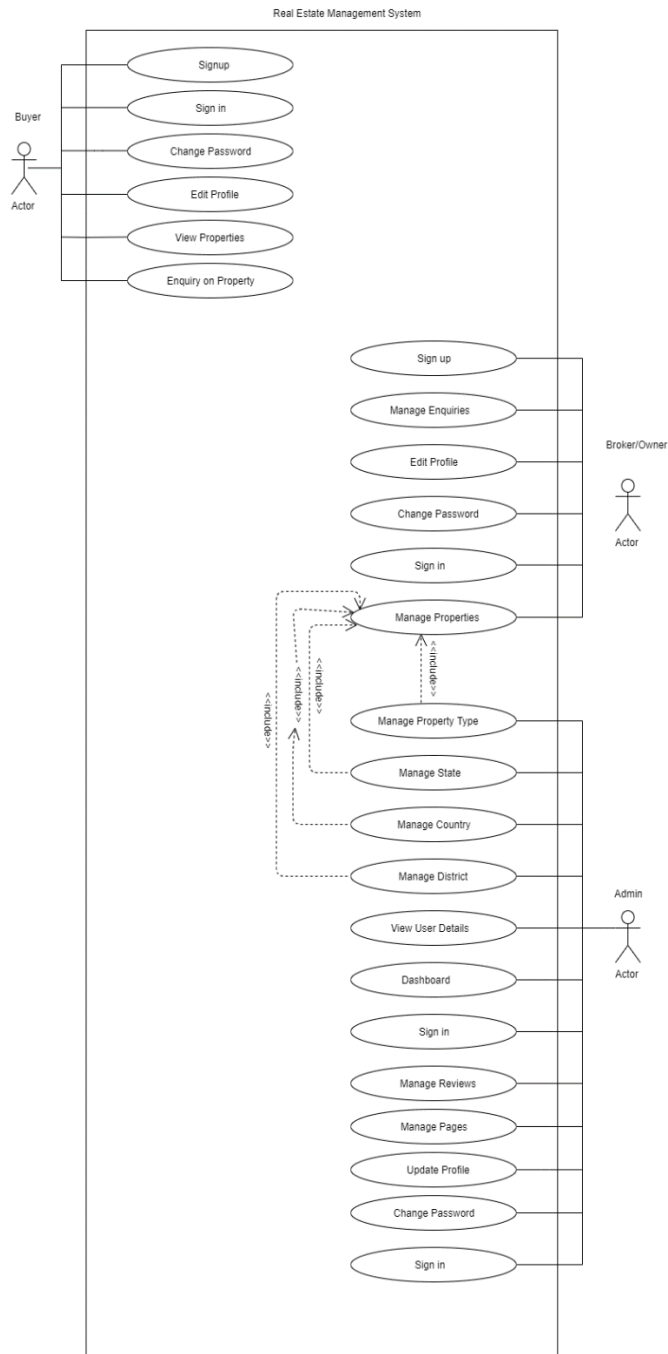 Real Estate Management System
Signup
Buyer
Sign in
Change Password
Edit Profile
Actor
View Properties
Enquiry on Property
Sign up
Manage Enquiries
Broker/Owner
Edit Profile
Change Password
Actor
Sign in
Manage Properties
<<include>>
<<include>>
<<include>>
<<include>>
Manage Property Type
Manage State
Manage Country
Manage District
Admin
View User Details
Actor
Dashboard
Sign in
Manage Reviews
Manage Pages
Update Profile
Change Password
Sign in